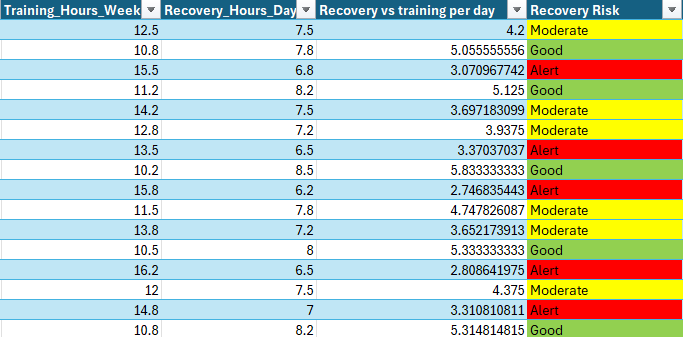 Training_Hours_Week Recovery_Hours_Day Recovery vs training per day Recovery Risk
12.5 7.5 4.2 Moderate
10.8 7.8 5.055555556 Good
15.5 6.8 3.070967742 Alert
11.2 8.2 5.125 Good
14.2 7.5 3.697183099 Moderate
12.8 7.2 3.9375 Moderate
13.5 6.5 3.37037037 Alert
10.2 8.5 5.833333333 Good
15.8 6.2 2.746835443 Alert
11.5 7.8 4.747826087 Moderate
13.8 7.2 3.652173913 Moderate
10.5 8 5.333333333 Good
16.2 6.5 2.808641975 Alert
12 7.5 4.375 Moderate
14.8 7 3.310810811 Alert
10.8 8.2 5.314814815 Good